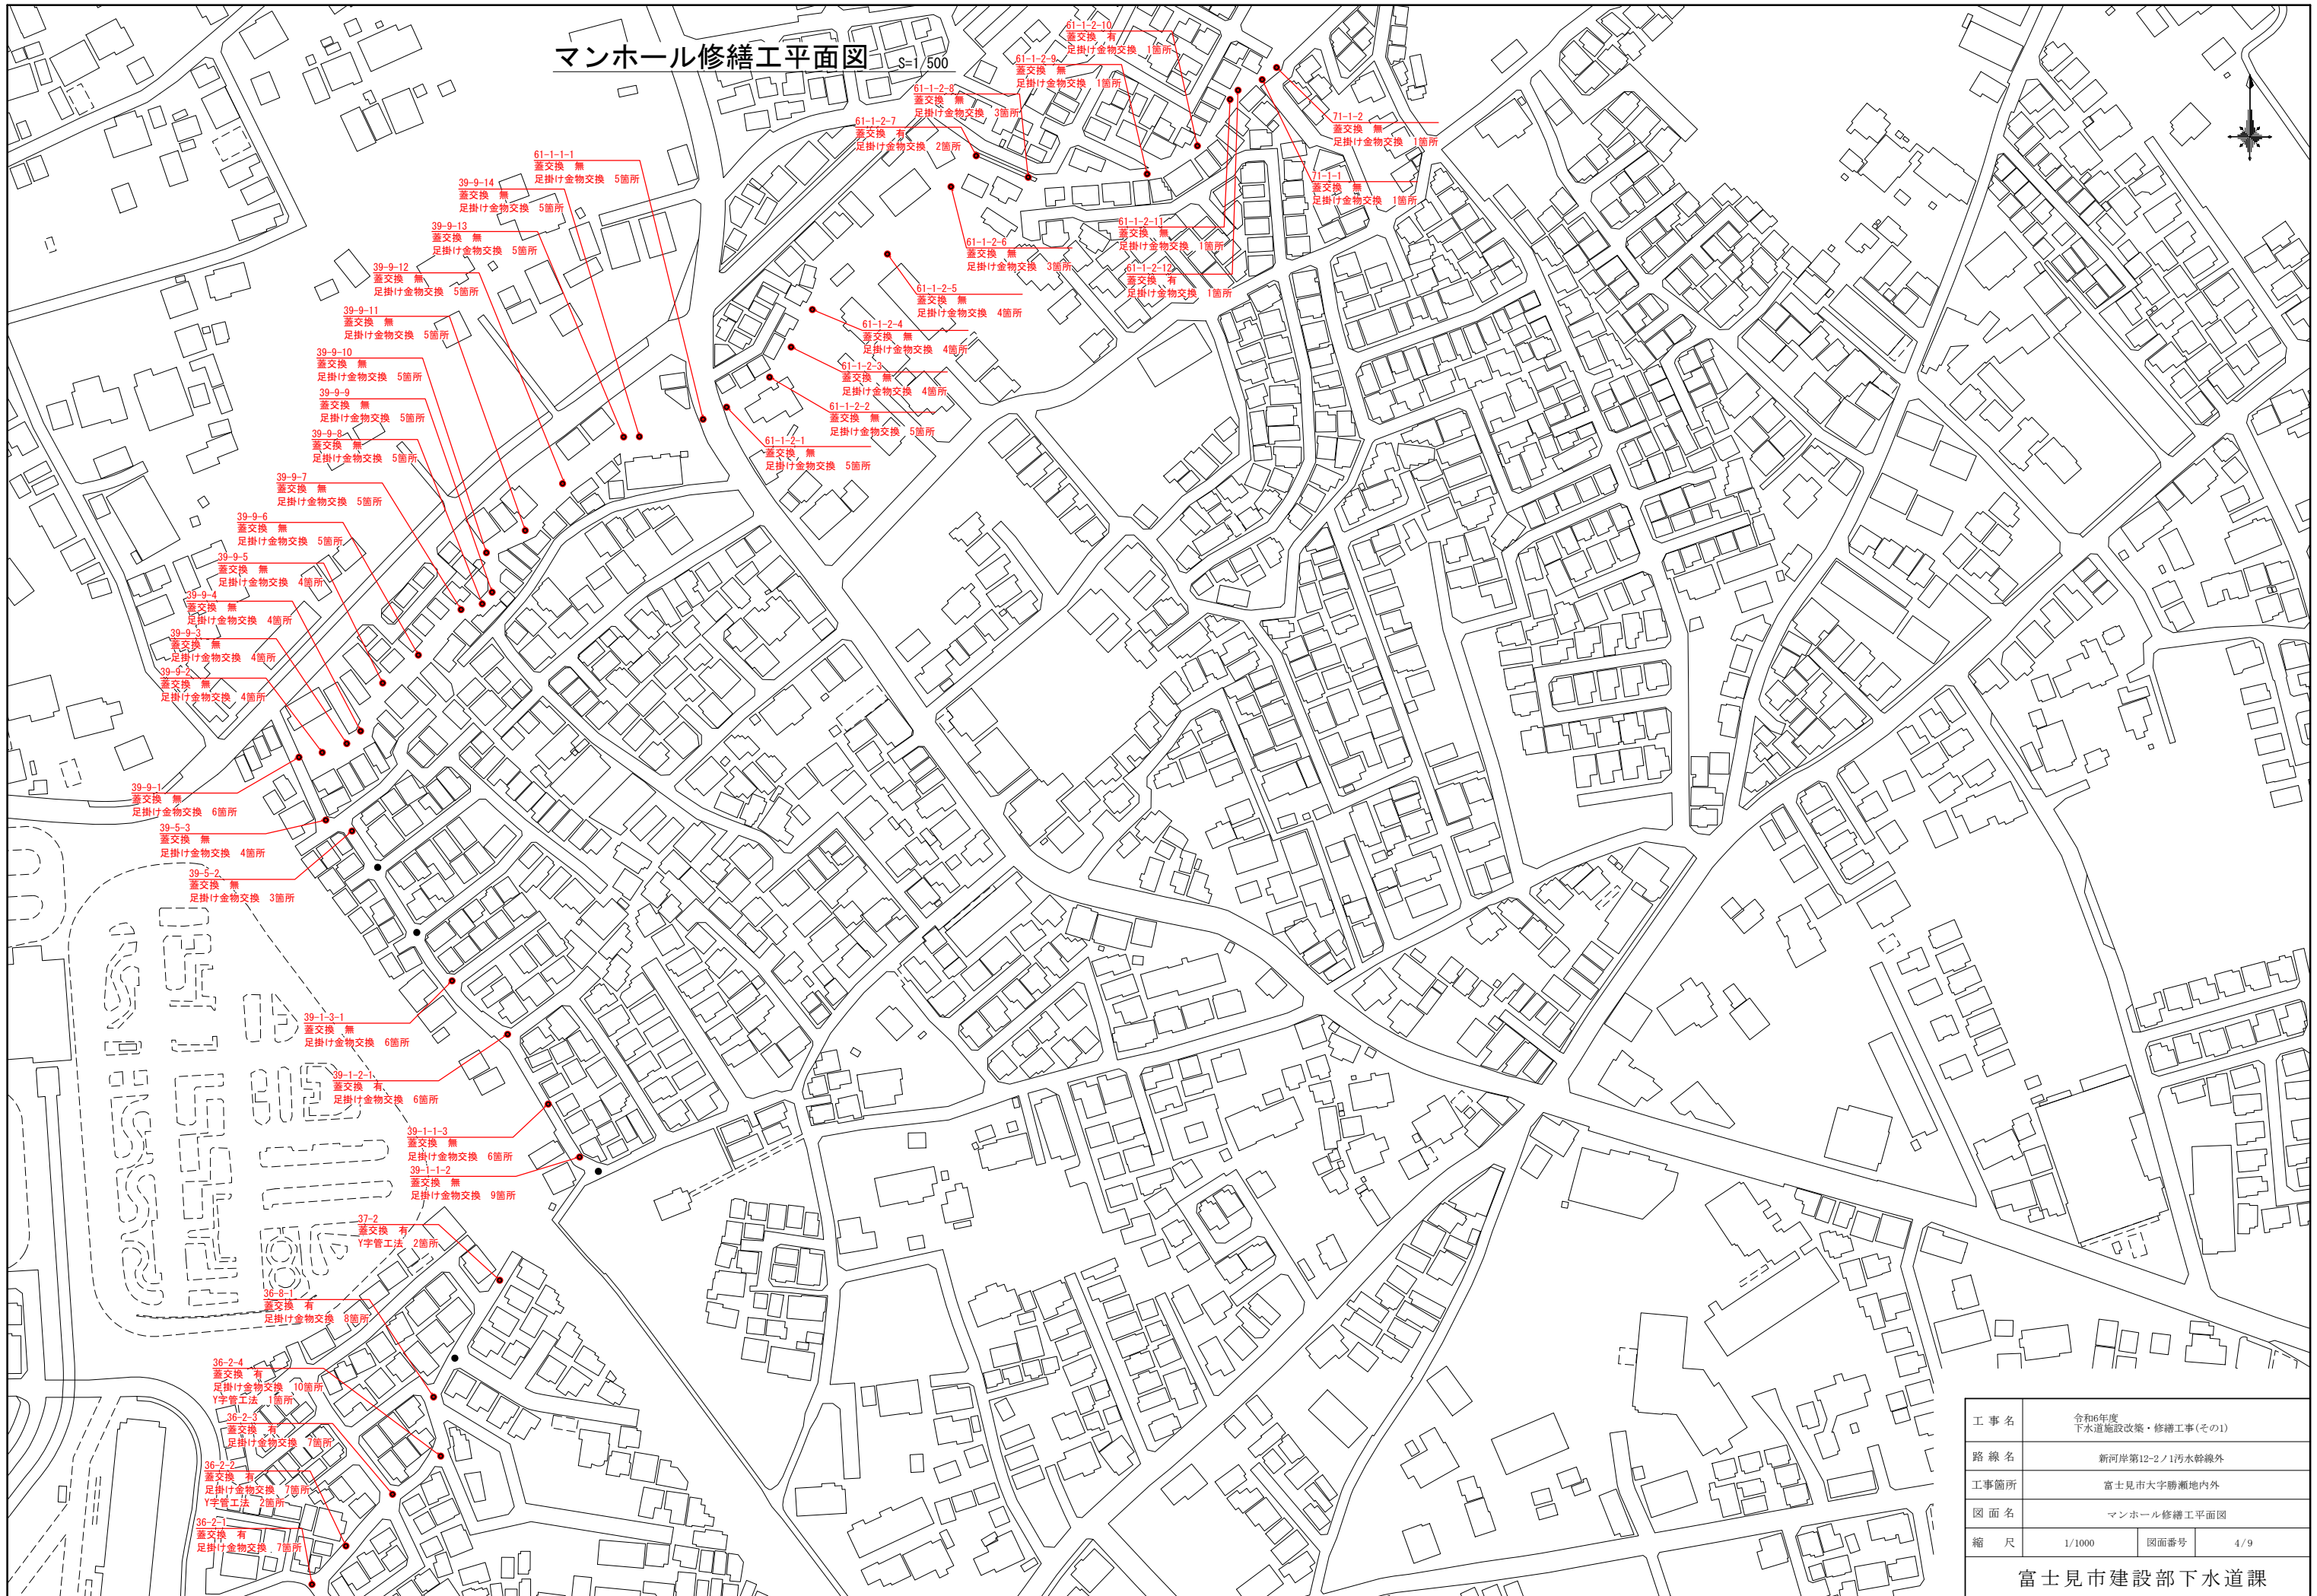 マンホール修繕工平面図 S=1/500
61-1-2-10
蓋交換 有
足掛け金物交換 1箇所
61-1-2-9
蓋交換 無
足掛け金物交換 1箇所
61-1-2-8
蓋交換 無
足掛け金物交換 3箇所
61-1-2-7
蓋交換 有
足掛け金物交換 2箇所
71-1-2
蓋交換 無
足掛け金物交換 1箇所
71-1-1
蓋交換 無
足掛け金物交換 1箇所
61-1-1-1
蓋交換 無
足掛け金物交換 5箇所
39-9-14
蓋交換 無
足掛け金物交換 5箇所
39-9-13
蓋交換 無
足掛け金物交換 5箇所
39-9-12
蓋交換 無
足掛け金物交換 5箇所
39-9-11
蓋交換 無
足掛け金物交換 5箇所
39-9-10
蓋交換 無
足掛け金物交換 5箇所
39-9-9
蓋交換 無
足掛け金物交換 5箇所
39-9-8
蓋交換 無
足掛け金物交換 5箇所
39-9-7
蓋交換 無
足掛け金物交換 5箇所
39-9-6
蓋交換 無
足掛け金物交換 5箇所
39-9-5
蓋交換 無
足掛け金物交換 4箇所
39-9-4
蓋交換 無
足掛け金物交換 4箇所
39-9-3
蓋交換 無
足掛け金物交換 4箇所
39-9-2
蓋交換 無
足掛け金物交換 4箇所
39-9-1
蓋交換 無
足掛け金物交換 6箇所
39-5-3
蓋交換 無
足掛け金物交換 4箇所
39-5-2
蓋交換 無
足掛け金物交換 3箇所
61-1-2-11
蓋交換 無
足掛け金物交換 1箇所
61-1-2-12
蓋交換 有
足掛け金物交換 1箇所
61-1-2-6
蓋交換 無
足掛け金物交換 3箇所
61-1-2-5
蓋交換 無
足掛け金物交換 4箇所
61-1-2-4
蓋交換 無
足掛け金物交換 4箇所
61-1-2-3
蓋交換 無
足掛け金物交換 4箇所
61-1-2-2
蓋交換 無
足掛け金物交換 5箇所
61-1-2-1
蓋交換 無
足掛け金物交換 5箇所
39-1-3-1
蓋交換 無
足掛け金物交換 6箇所
39-1-2-1
蓋交換 有
足掛け金物交換 6箇所
39-1-1-3
蓋交換 無
足掛け金物交換 6箇所
39-1-1-2
蓋交換 無
足掛け金物交換 9箇所
37-2
蓋交換 有
Y字管工法 2箇所
36-8-1
蓋交換 有
足掛け金物交換 8箇所
36-2-4
蓋交換 有
足掛け金物交換 10箇所
Y字管工法 1箇所
36-2-3
蓋交換 有
足掛け金物交換 7箇所
36-2-2
蓋交換 有
足掛け金物交換 7箇所
Y字管工法 2箇所
36-2-1
蓋交換 有
足掛け金物交換 7箇所
工事名 令和6年度
下水道施設改築・修繕工事(その1)
路線名 新河岸第12-2ノ1汚水幹線外
工事箇所 富士見市大字勝瀬地内外
図面名 マンホール修繕工平面図
縮尺 1/1000 図面番号 4/9
富士見市建設部下水道課